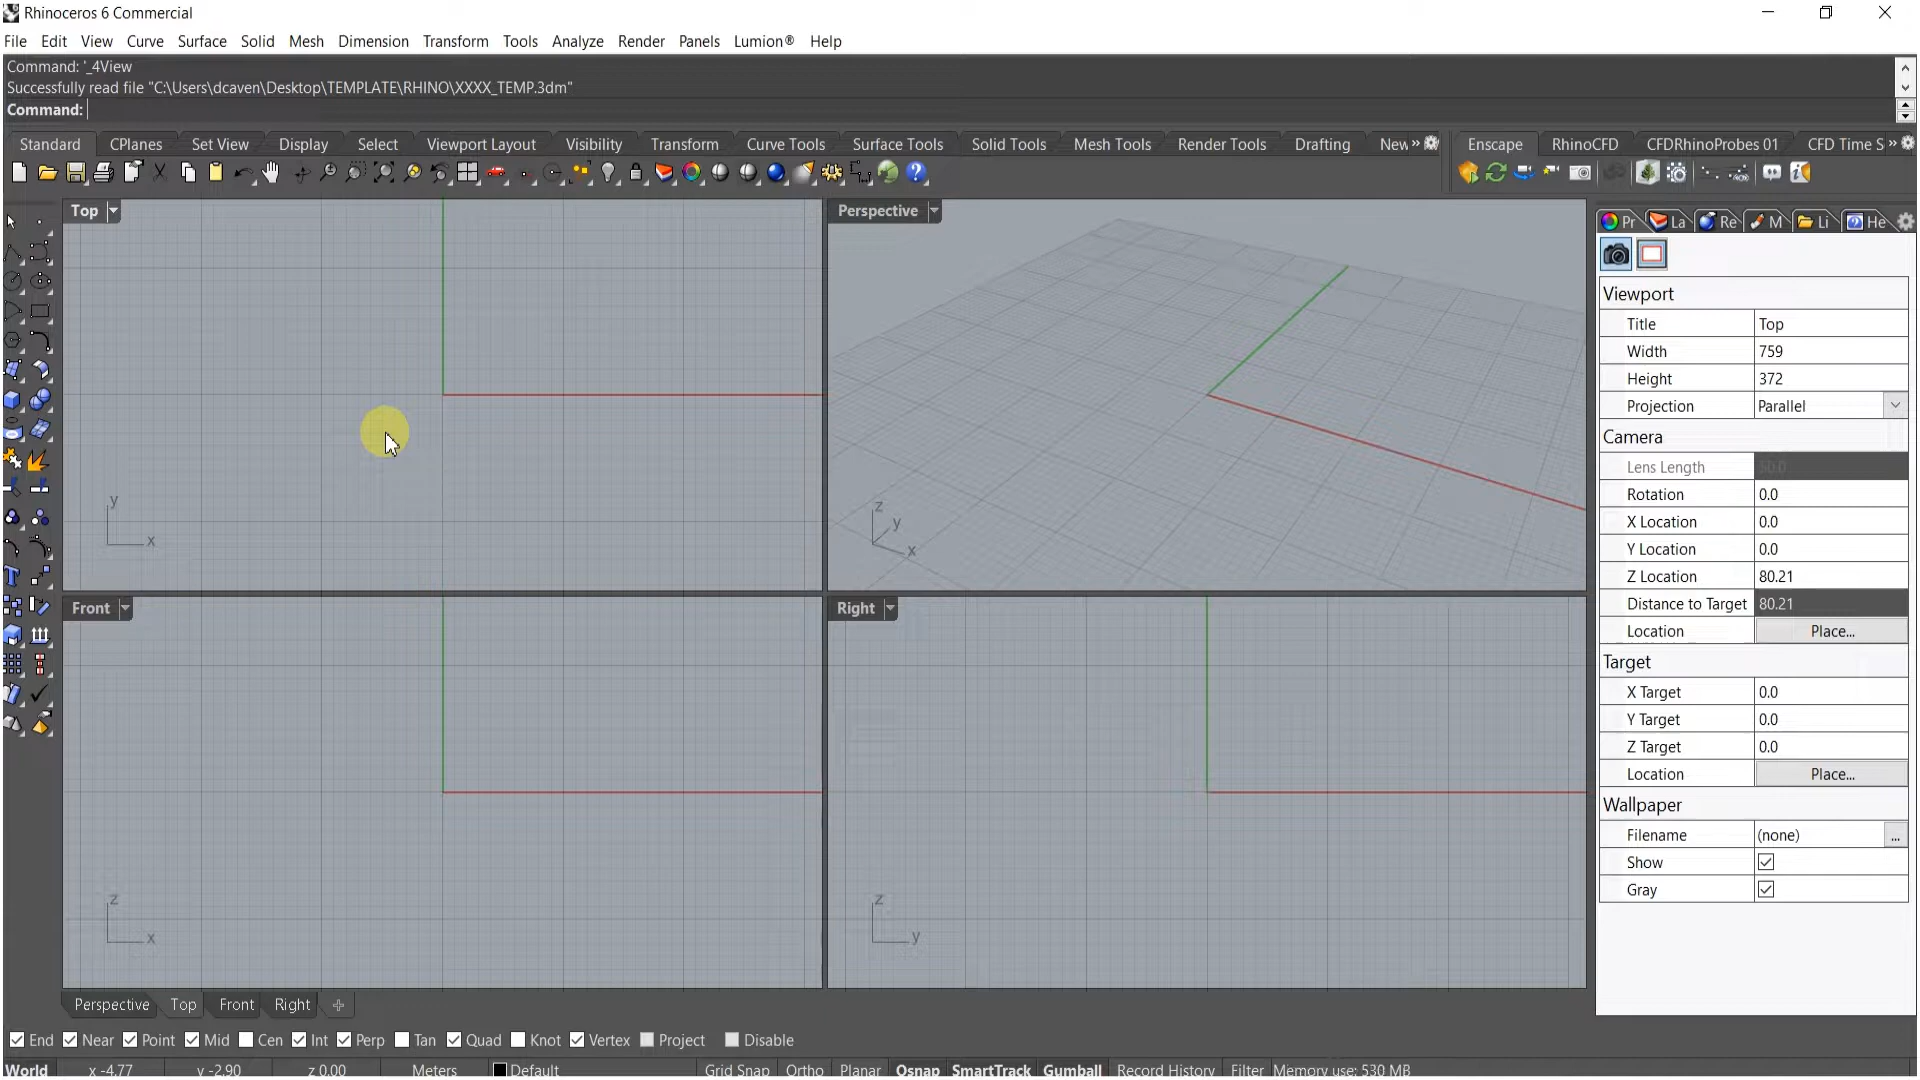 Rhinoceros 6 Commercial
File Edit View Curve Surface Solid Mesh Dimension Transform Tools Analyze Render Panels Lumion® Help
Command: '_4View
Successfully read file "C:\Users\dcaven\Desktop\TEMPLATE\RHINO\XXXX_TEMP.3dm"
Command:
Standard CPlanes Set View Display Select Viewport Layout Visibility Transform Curve Tools Surface Tools Solid Tools Mesh Tools Render Tools Drafting New » Enscape RhinoCFD CFDRhinoProbes 01 CFD Time S »
Top Perspective
Pr La Re M Li He
Viewport
Title Top
Width 759
Height 372
Projection Parallel
Camera
Lens Length 50.0
Rotation 0.0
X Location 0.0
Y Location 0.0
Z Location 80.21
Distance to Target 80.21
Location Place...
Target
X Target 0.0
Y Target 0.0
Z Target 0.0
Location Place...
Wallpaper
Filename (none) ...
Show
Gray
y
x
z
y
x
Front Right
z
x
z
y
Perspective Top Front Right
End Near Point Mid Cen Int Perp Tan Quad Knot Vertex Project Disable
World x -4.77 y -2.90 z 0.00 Meters Default Grid Snap Ortho Planar Osnap SmartTrack Gumball Record History Filter Memory use: 530 MB